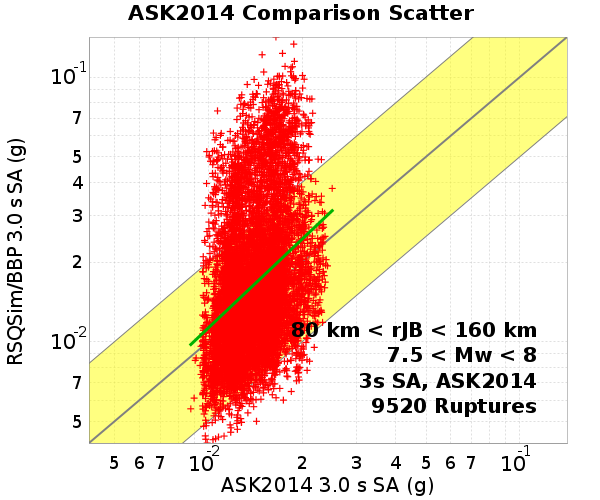 ASK2014 Comparison Scatter
RSQSim/BBP 3.0 s SA (g)
10-1
7
5
4
3
2
10-2
7
5
80 km < rJB < 160 km
7.5 < Mw < 8
3s SA, ASK2014
9520 Ruptures
5 6 7 10-2 2 3 4 5 6 7 10-1
ASK2014 3.0 s SA (g)